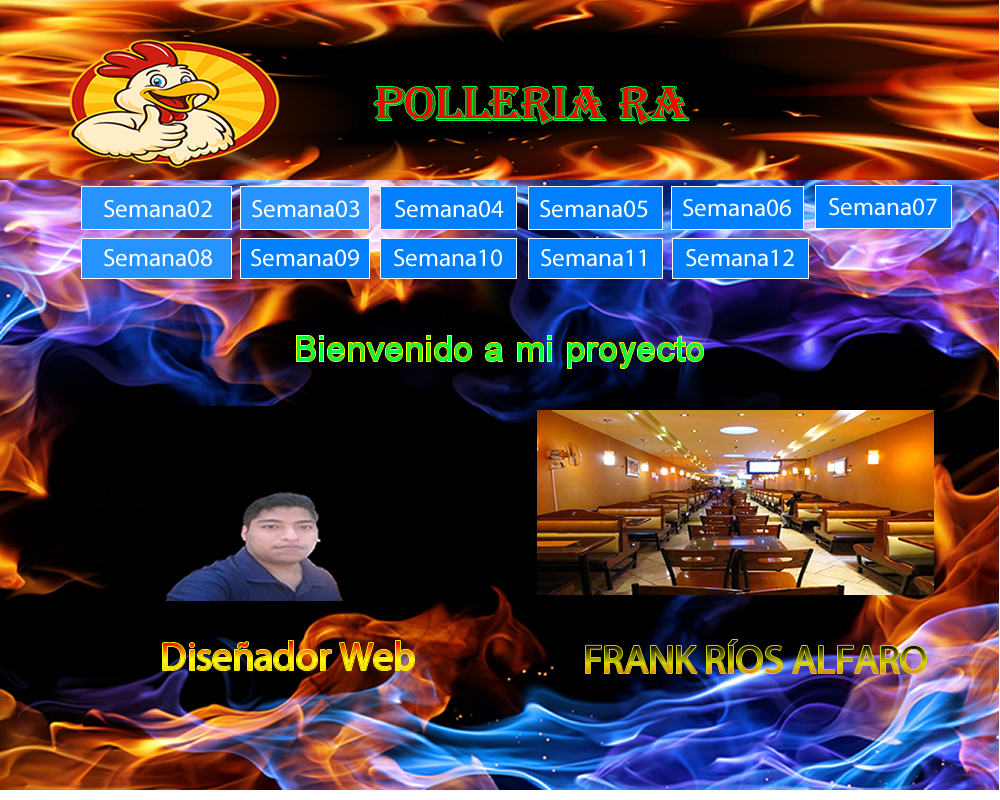 POLLERIA RA
Semana02 Semana03 Semana04 Semana05 Semana06 Semana07
Semana08 Semana09 Semana10 Semana11 Semana12
Bienvenido a mi proyecto
Diseñador Web
FRANK RÍOS ALFARO